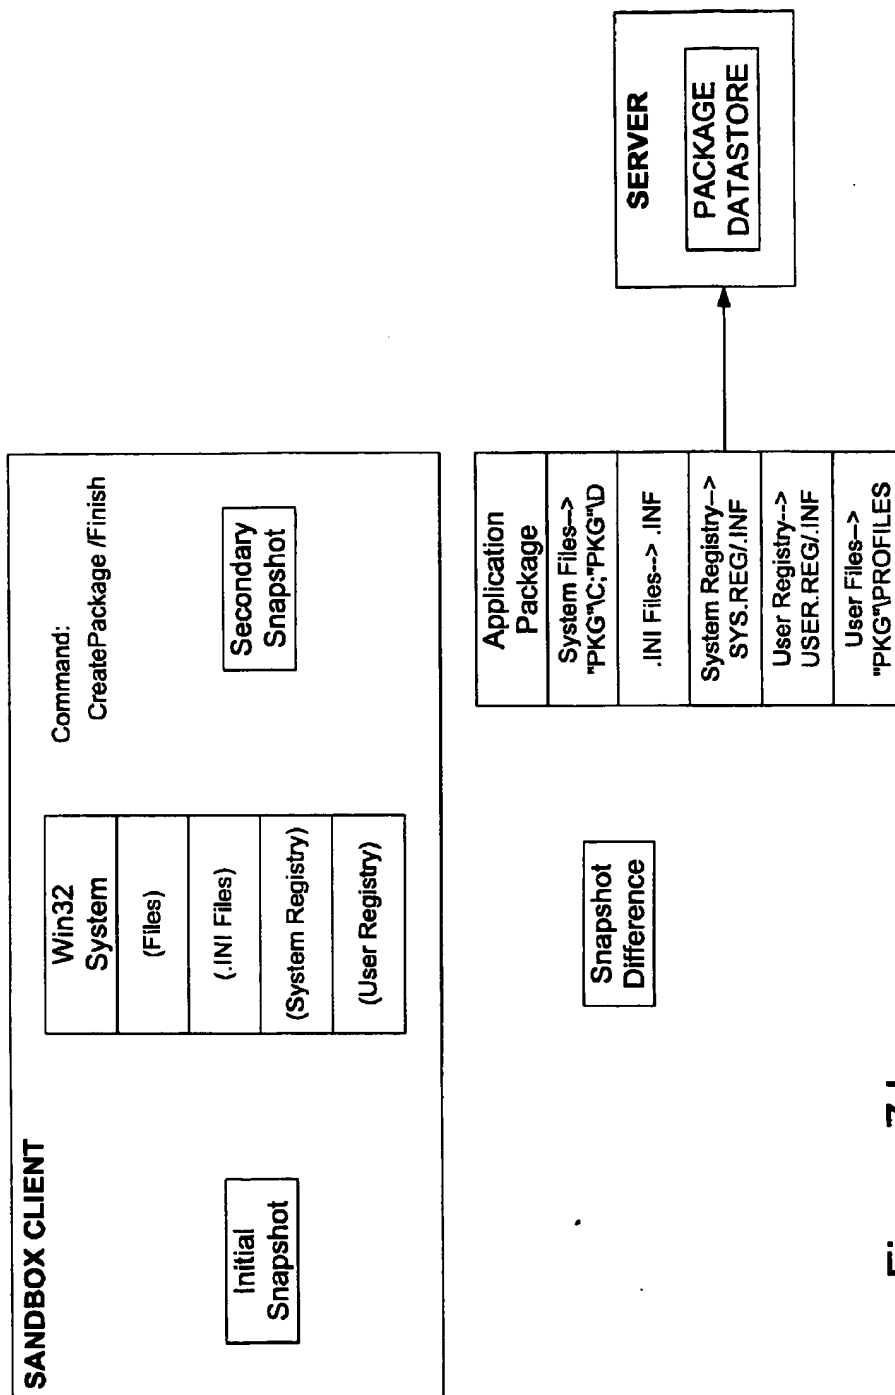 SANDBOX CLIENT
Initial
Snapshot
Win32
System
(Files)
(.INI Files)
(System Registry)
(User Registry)
Command:
CreatePackage /Finish
Secondary
Snapshot
Snapshot
Difference
Application
Package
System Files-->
"PKG"\C;"PKG"\D
.INI Files--> .INF
System Registry-->
SYS.REG/.INF
User Registry-->
USER.REG/.INF
User Files-->
"PKG"\PROFILES
SERVER
PACKAGE
DATASTORE